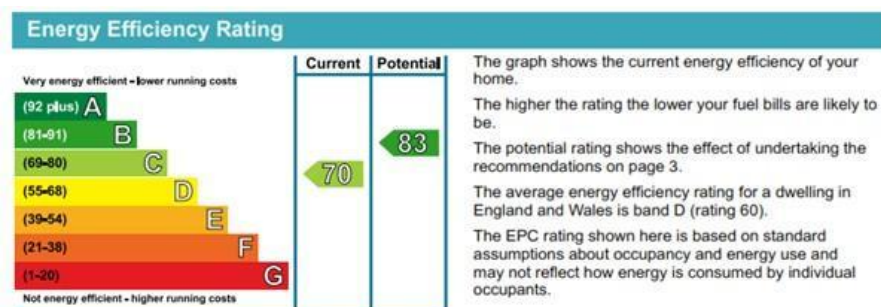 Energy Efficiency Rating
Current Potential
Very energy efficient - lower running costs
(92 plus) A
(81-91) B
(69-80) C
(55-68) D
(39-54) E
(21-38) F
(1-20) G
Not energy efficient - higher running costs
70
83
The graph shows the current energy efficiency of your
home.
The higher the rating the lower your fuel bills are likely to
be.
The potential rating shows the effect of undertaking the
recommendations on page 3.
The average energy efficiency rating for a dwelling in
England and Wales is band D (rating 60).
The EPC rating shown here is based on standard
assumptions about occupancy and energy use and
may not reflect how energy is consumed by individual
occupants.